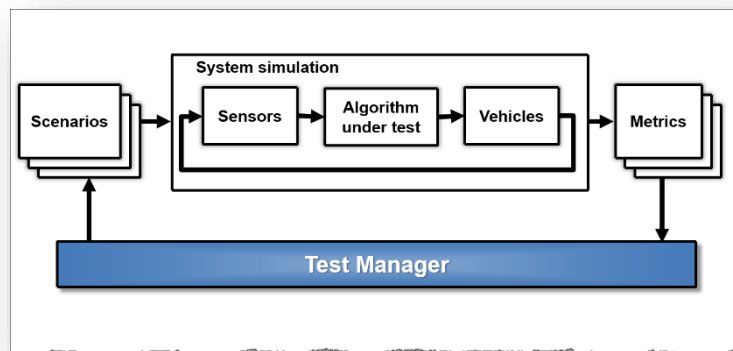 System simulation
Scenarios
Sensors
Algorithm
under test
Vehicles
Metrics
Test Manager